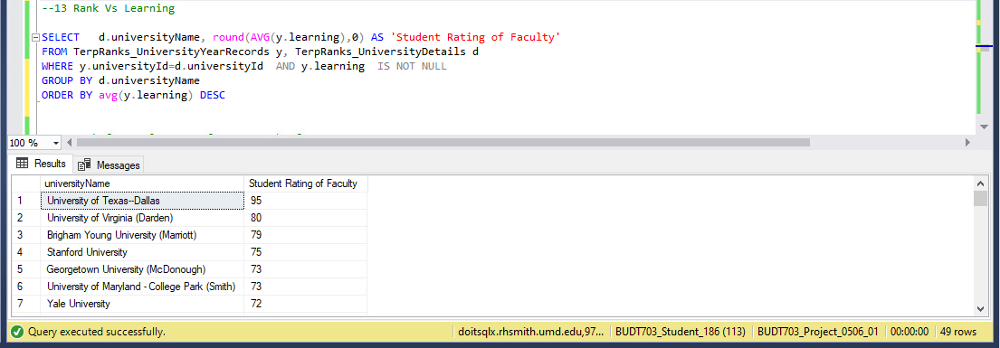 --13 Rank Vs Learning
SELECT d.universityName, round(AVG(y.learning),0) AS 'Student Rating of Faculty'
FROM TerpRanks_UniversityYearRecords y, TerpRanks_UniversityDetails d
WHERE y.universityId=d.universityId AND y.learning IS NOT NULL
GROUP BY d.universityName
ORDER BY avg(y.learning) DESC
100 %
Results Messages
universityName Student Rating of Faculty
1 University of Texas--Dallas 95
2 University of Virginia (Darden) 80
3 Brigham Young University (Marriott) 79
4 Stanford University 75
5 Georgetown University (McDonough) 73
6 University of Maryland - College Park (Smith) 73
7 Yale University 72
Query executed successfully. doitsqlx.rhsmith.umd.edu,97... BUDT703_Student_186 (113) BUDT703_Project_0506_01 00:00:00 49 rows